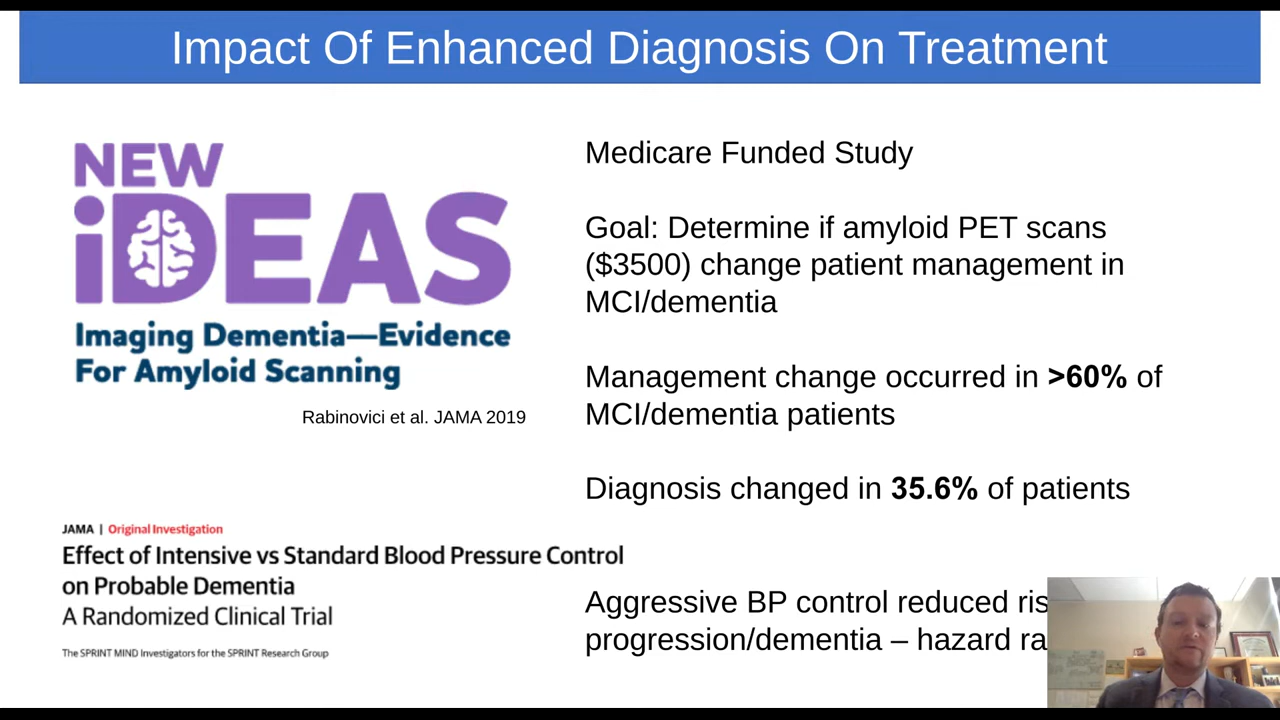 Impact Of Enhanced Diagnosis On Treatment
NEW
iDEAS
Imaging Dementia—Evidence
For Amyloid Scanning
Rabinovici et al. JAMA 2019
Medicare Funded Study
Goal: Determine if amyloid PET scans
($3500) change patient management in
MCI/dementia
Management change occurred in >60% of
MCI/dementia patients
Diagnosis changed in 35.6% of patients
JAMA | Original Investigation
Effect of Intensive vs Standard Blood Pressure Control
on Probable Dementia
A Randomized Clinical Trial
The SPRINT MIND Investigators for the SPRINT Research Group
Aggressive BP control reduced
progression/dementia – hazard